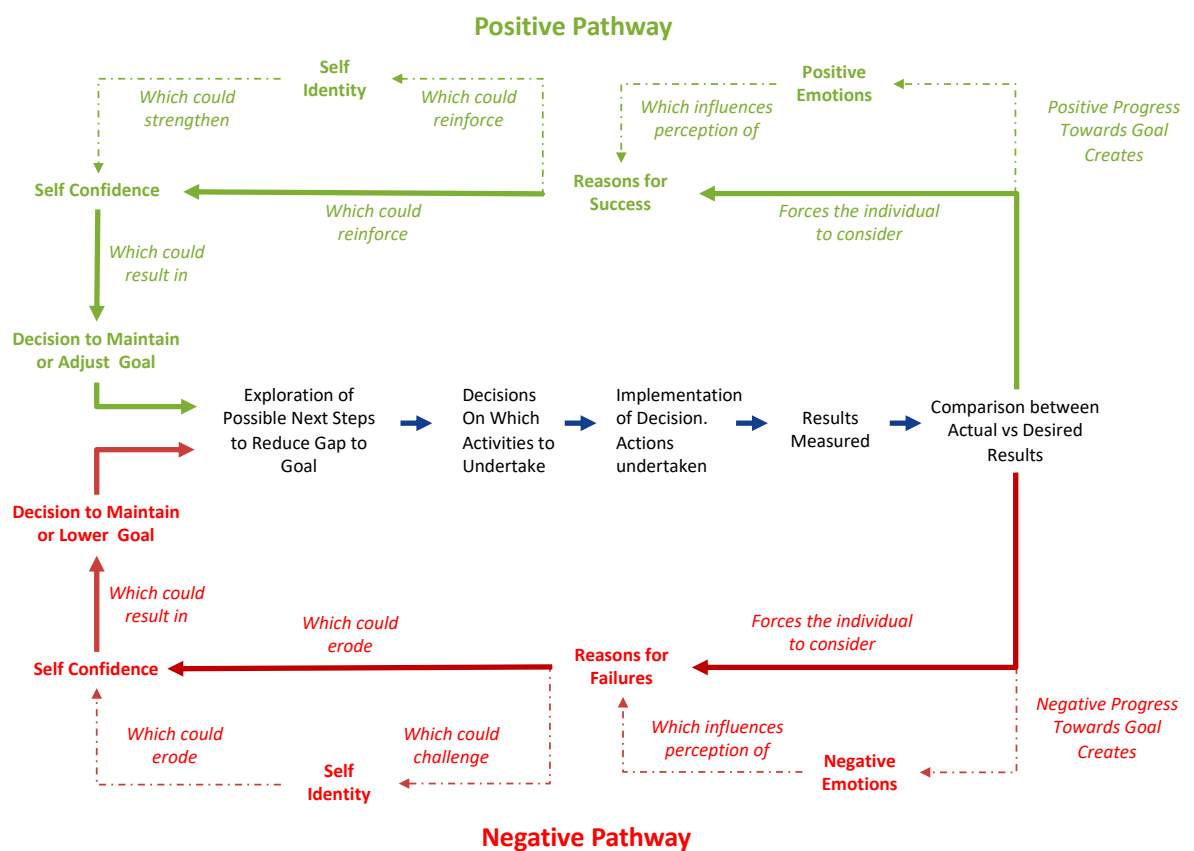 Positive Pathway
Self
Identity
Positive
Emotions
Which could
strengthen
Which could
reinforce
Which influences
perception of
Positive Progress
Towards Goal
Creates
Self Confidence
Reasons for
Success
Which could
reinforce
Forces the individual
to consider
Which could
result in
Decision to Maintain
or Adjust Goal
Exploration of
Possible Next Steps
to Reduce Gap to
Goal
Decisions
On Which
Activities to
Undertake
Implementation
of Decision.
Actions
undertaken
Results
Measured
Comparison between
Actual vs Desired
Results
Decision to Maintain
or Lower Goal
Which could
result in
Which could
erode
Forces the individual
to consider
Self Confidence
Reasons for
Failures
Which could
erode
Which could
challenge
Which influences
perception of
Negative Progress
Towards Goal
Creates
Self
Identity
Negative
Emotions
Negative Pathway